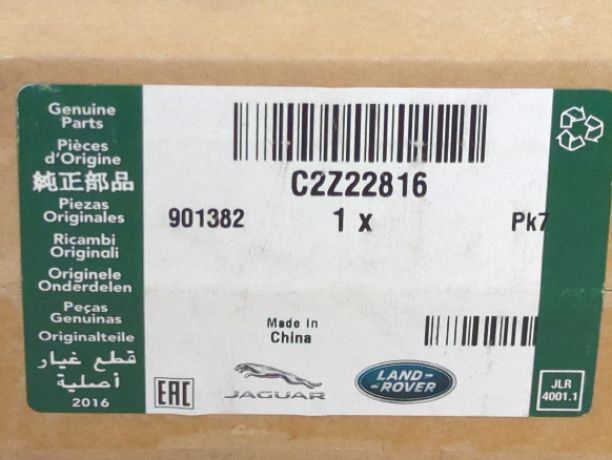 Genuine
Parts
Pièces
d'Origine
純正部品
Piezas
Originales
Ricambi
Originali
Originele
Onderdelen
Peças
Genuinas
Originalteile
قطع غيار
أصلية
2016
C2Z22816
901382 1 x Pk7
Made In
China
EAC
JAGUAR
LAND-
-ROVER
JLR
4001.1